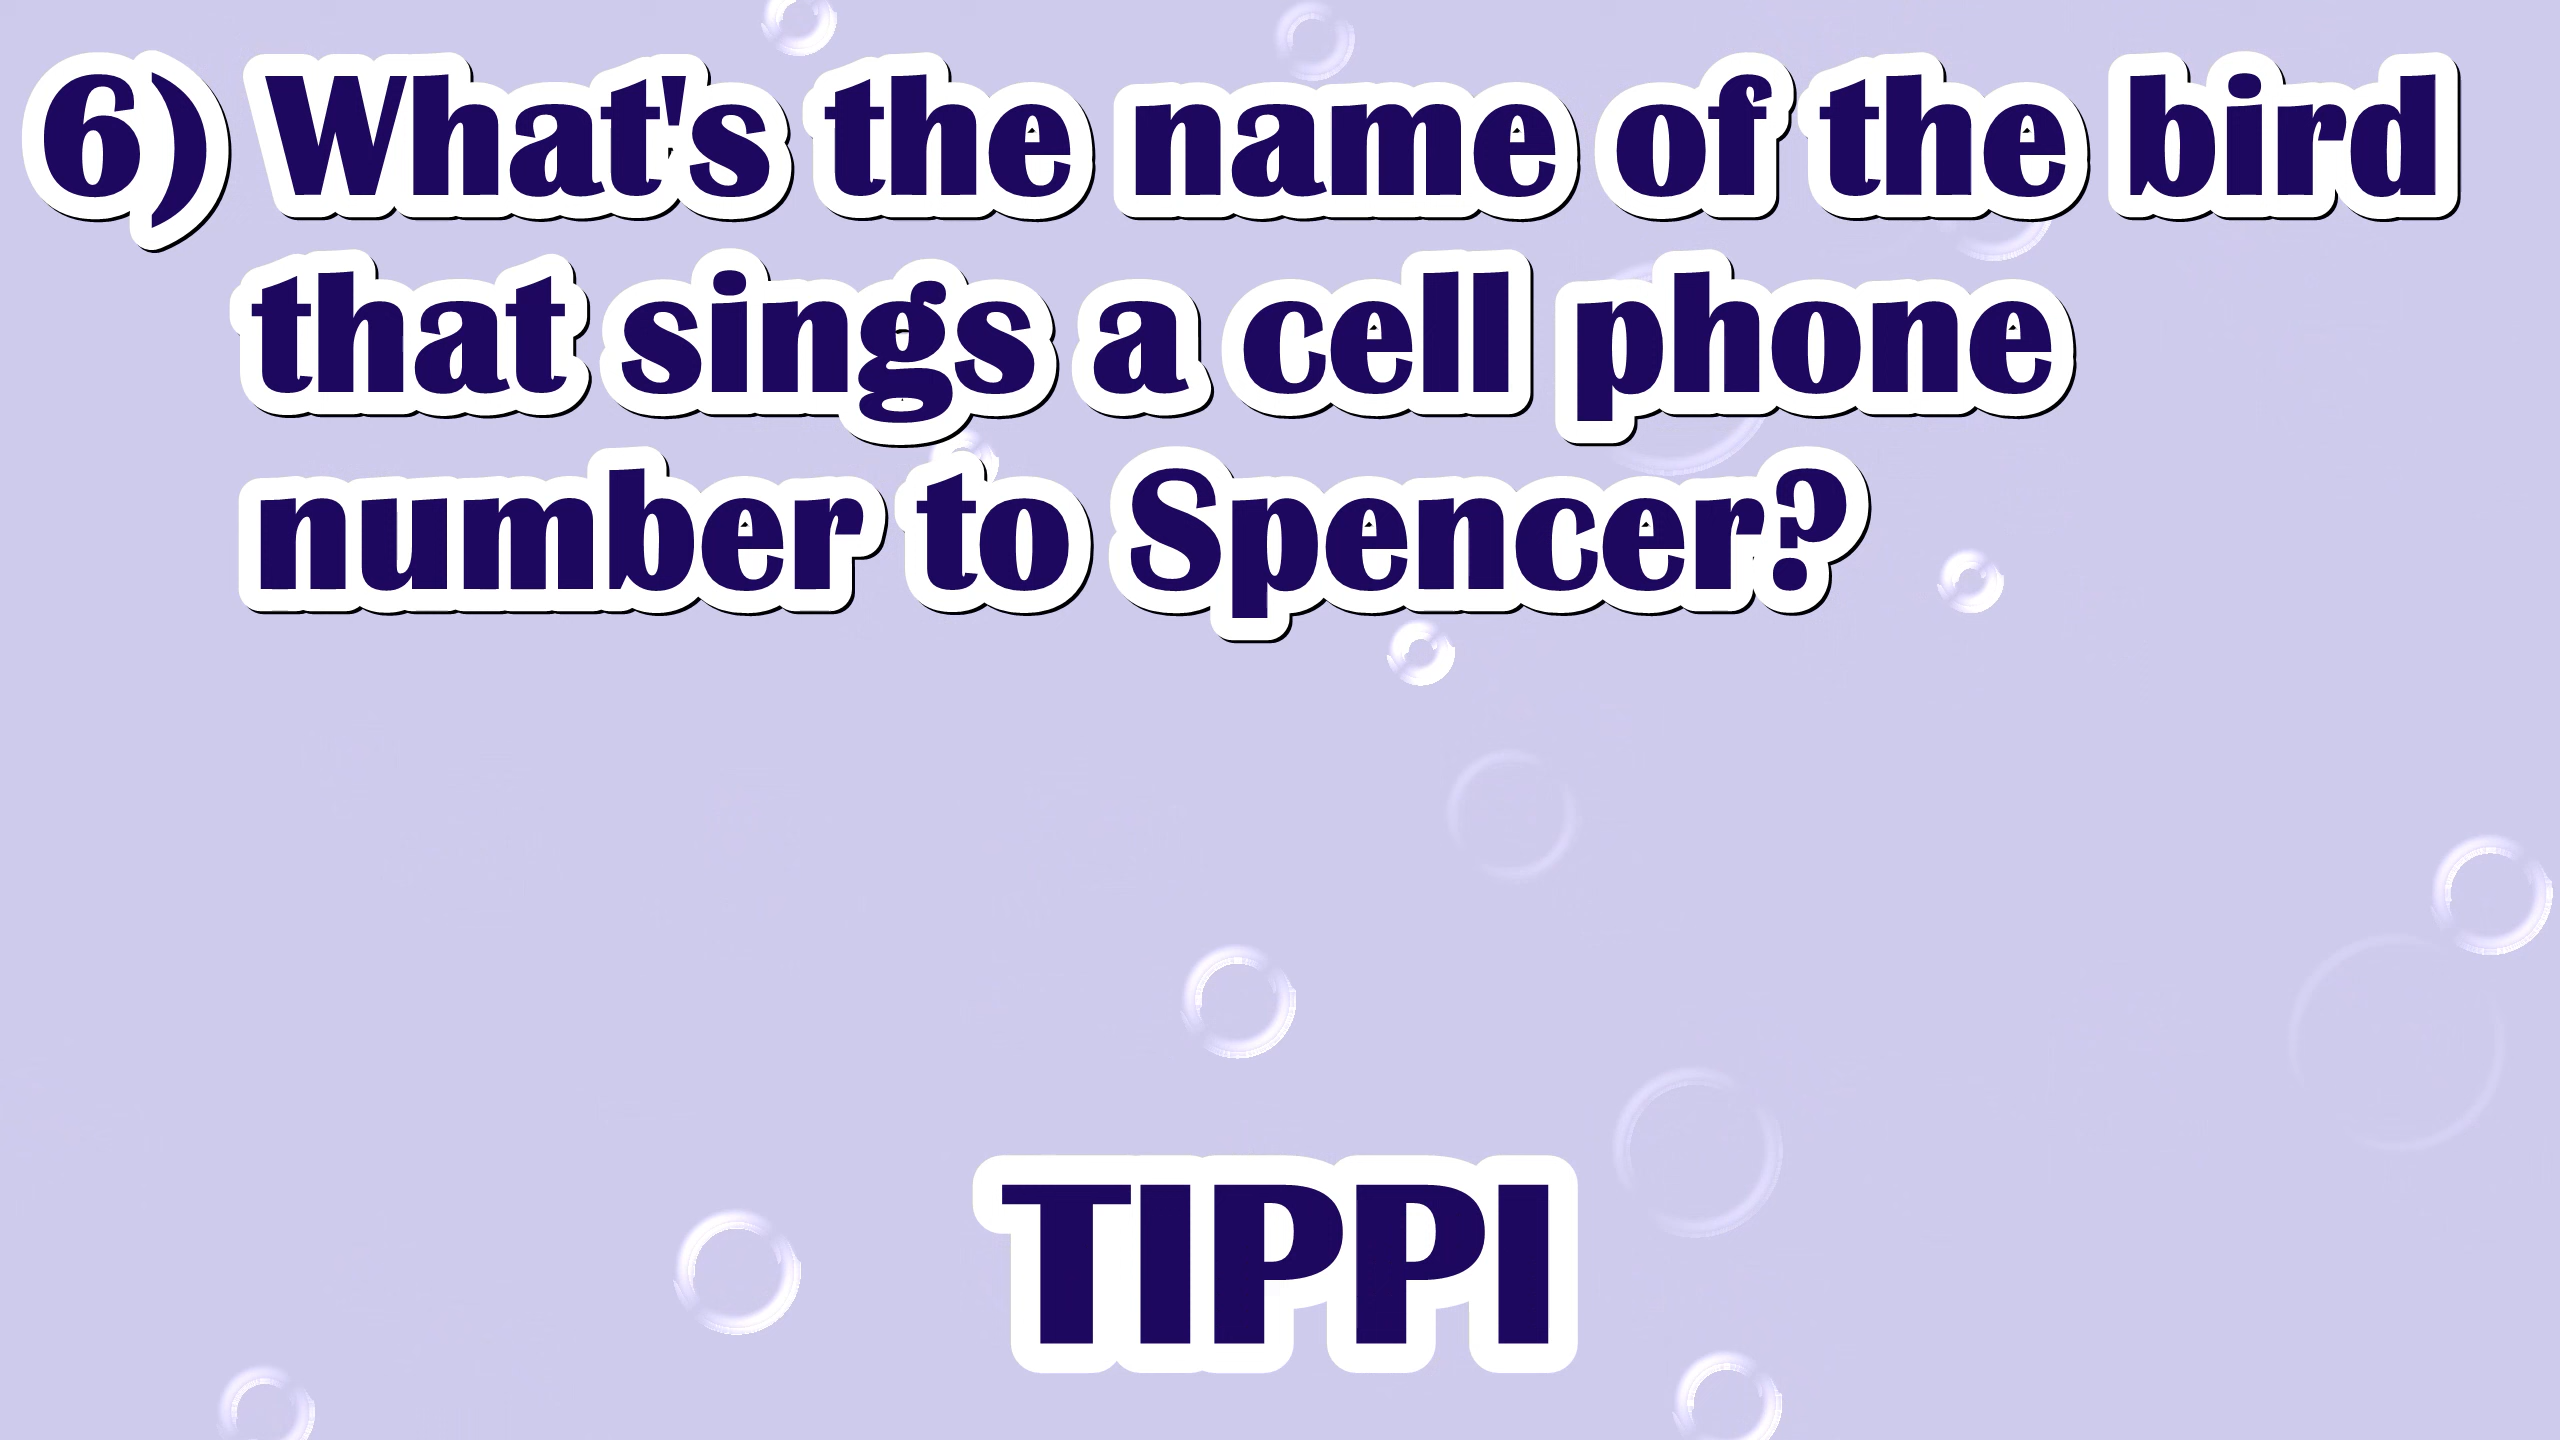 6) What's the name of the bird
that sings a cell phone
number to Spencer?
TIPPI